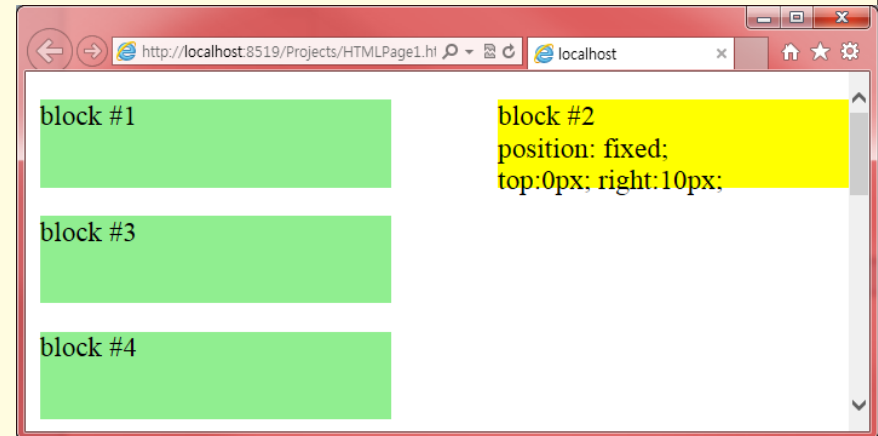 http://localhost:8519/Projects/HTMLPage1.ht
localhost
block #1
block #2
position: fixed;
top:0px; right:10px;
block #3
block #4